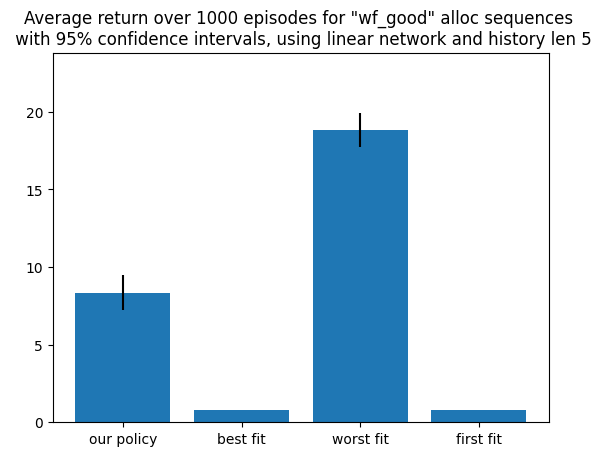 Average return over 1000 episodes for "wf_good" alloc sequences
with 95% confidence intervals, using linear network and history len 5
20
15
10
5
0
our policy best fit worst fit first fit